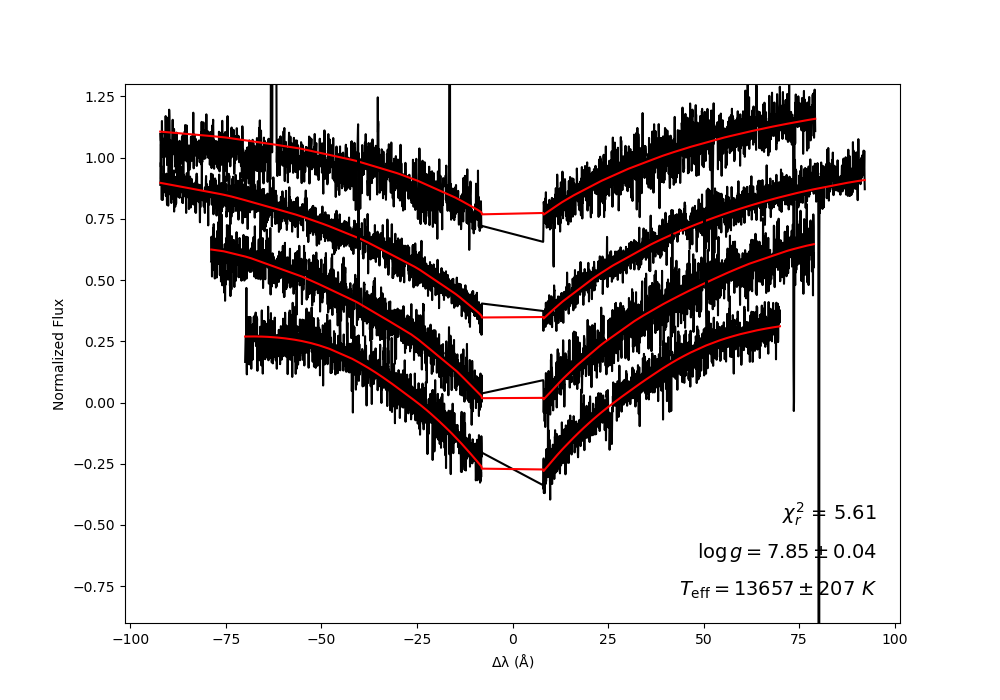 1.25
1.00
0.75
0.50
0.25
0.00
−0.25
−0.50
−0.75
Normalized Flux
χ²ᵣ = 5.61
log g = 7.85 ± 0.04
T_eff = 13657 ± 207 K
−100 −75 −50 −25 0 25 50 75 100
Δλ (Å)